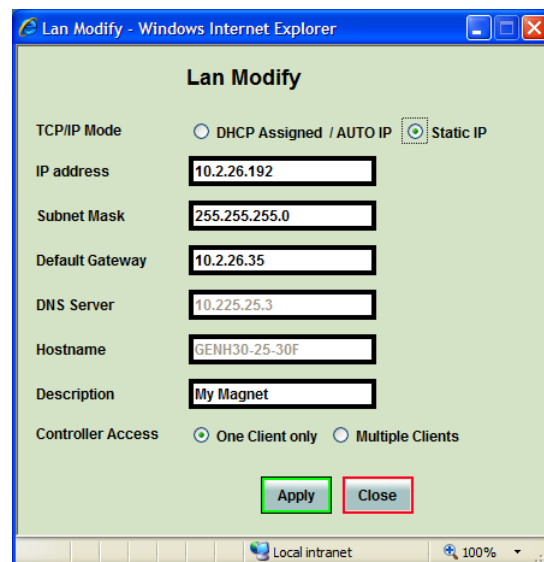 Lan Modify - Windows Internet Explorer
Lan Modify
TCP/IP Mode DHCP Assigned / AUTO IP Static IP
IP address 10.2.26.192
Subnet Mask 255.255.255.0
Default Gateway 10.2.26.35
DNS Server 10.225.25.3
Hostname GENH30-25-30F
Description My Magnet
Controller Access One Client only Multiple Clients
Apply Close
Local intranet 100%